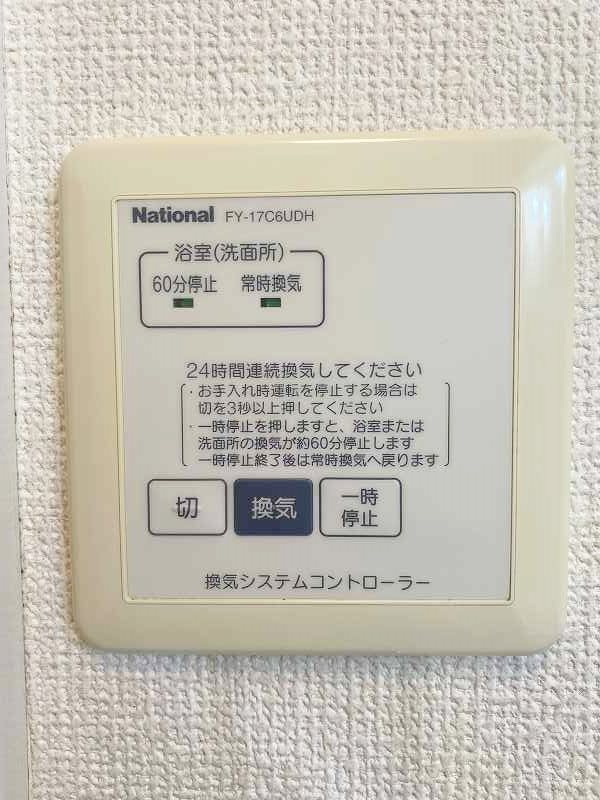 National FY-17C6UDH
浴室(洗面所)
60分停止 常時換気
24時間連続換気してください
・お手入れ時運転を停止する場合は
切を3秒以上押してください
・一時停止を押しますと、浴室または
洗面所の換気が約60分停止します
一時停止終了後は常時換気へ戻ります
切 換気 一時
停止
換気システムコントローラー